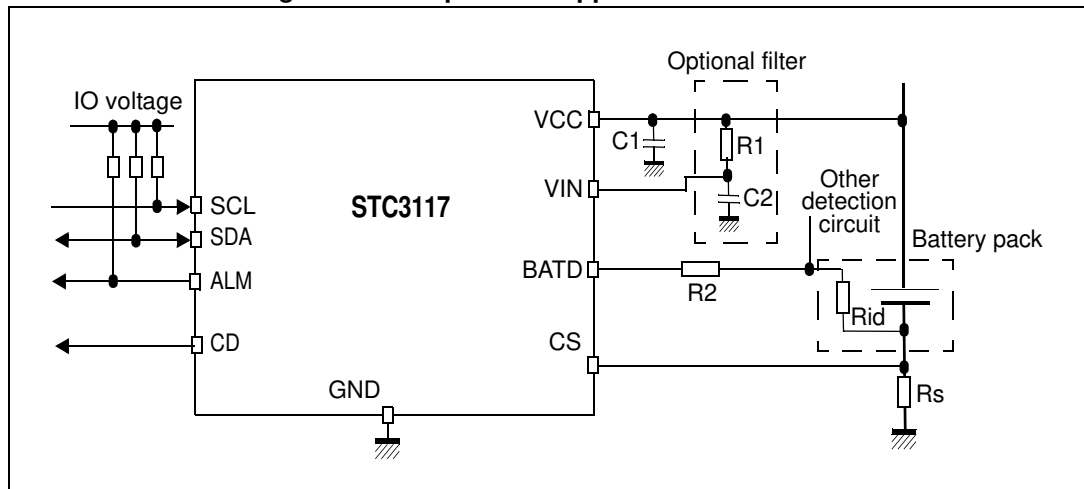 IO voltage
Optional filter
VCC
C1
R1
VIN
C2
STC3117
SCL
SDA
ALM
CD
GND
BATD
R2
Other
detection
circuit
Battery pack
Rid
CS
Rs